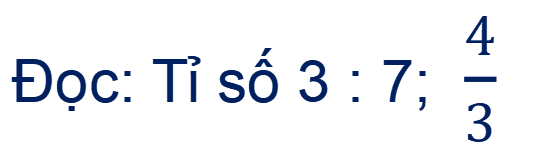 Đọc: Tỉ số 3 : 7; 4/3